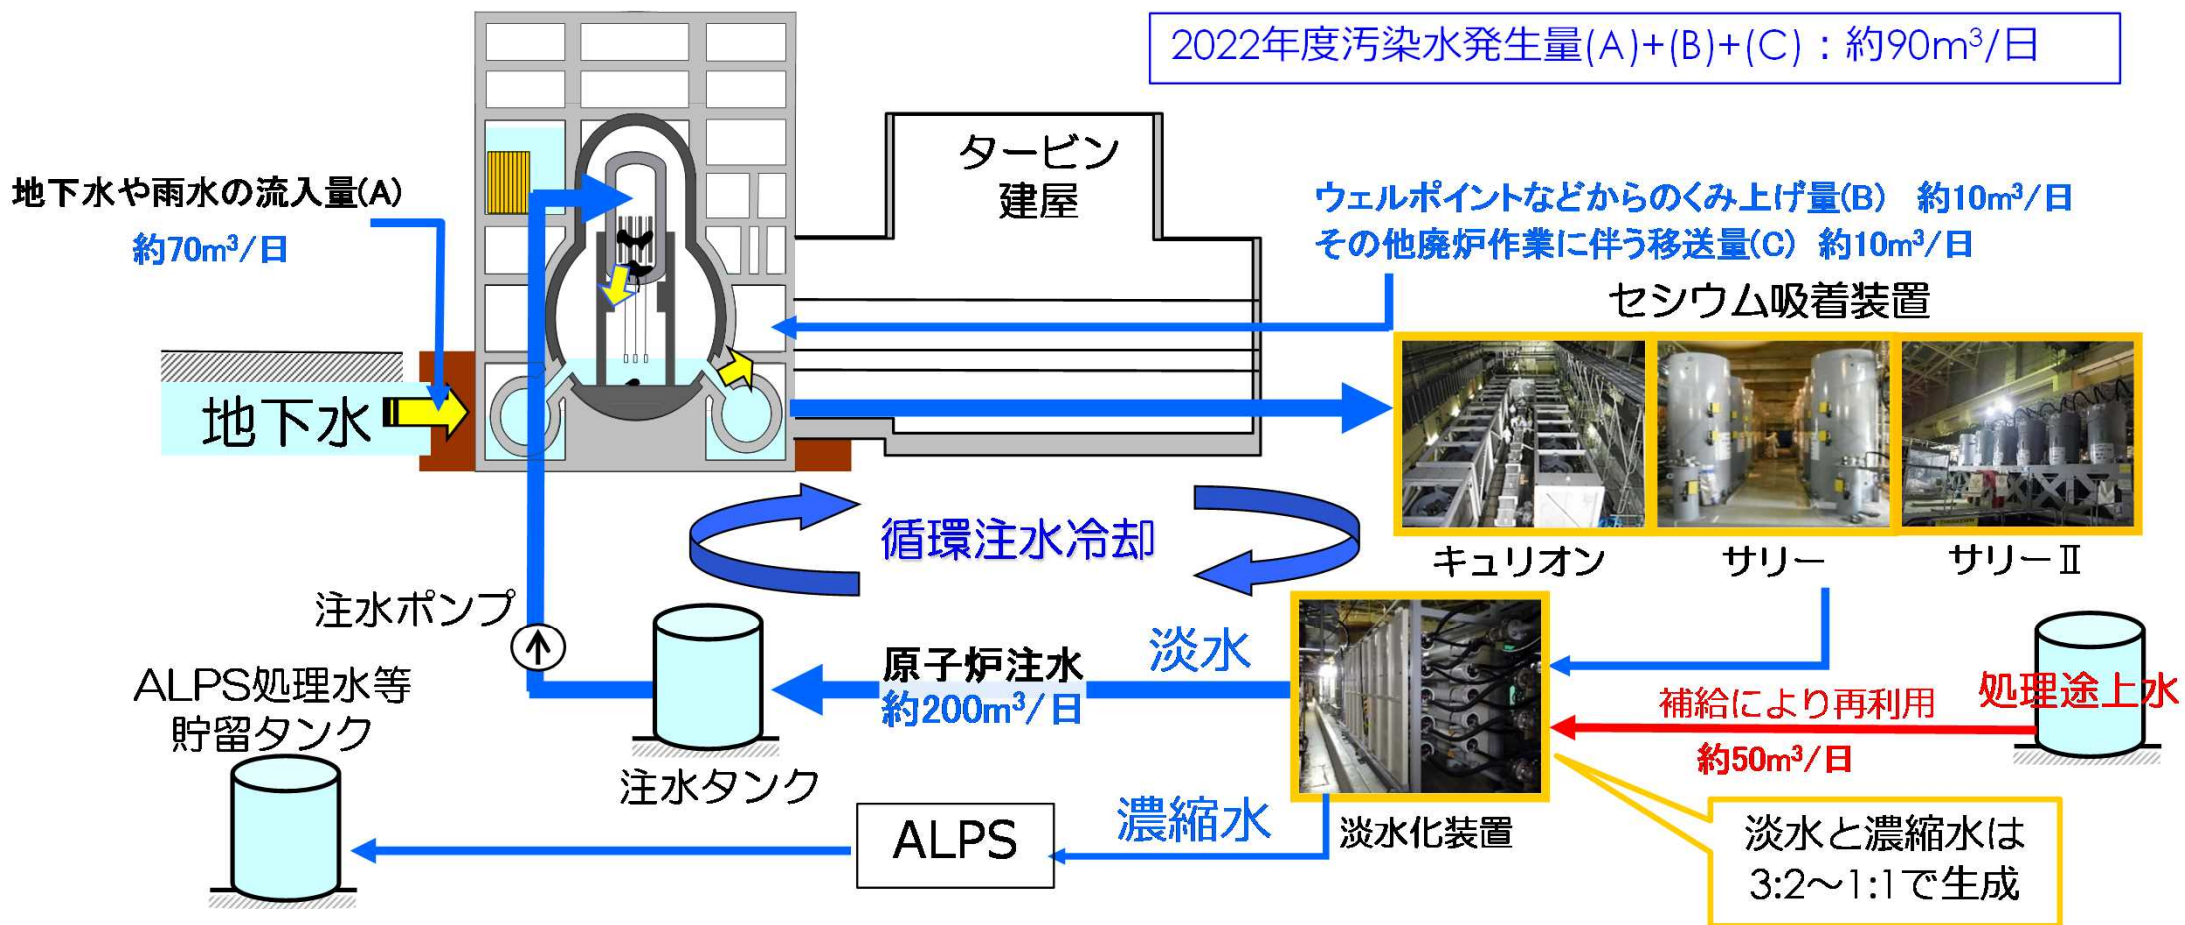 2022年度汚染水発生量(A)+(B)+(C)：約90m³/日
タービン
建屋
地下水や雨水の流入量(A)
約70m³/日
ウェルポイントなどからのくみ上げ量(B)　約10m³/日
その他廃炉作業に伴う移送量(C)　約10m³/日
セシウム吸着装置
地下水
循環注水冷却
キュリオン
サリー
サリーⅡ
注水ポンプ
原子炉注水
約200m³/日
淡水
補給により再利用
約50m³/日
処理途上水
ALPS処理水等
貯留タンク
注水タンク
ALPS
濃縮水
淡水化装置
淡水と濃縮水は
3:2～1:1で生成